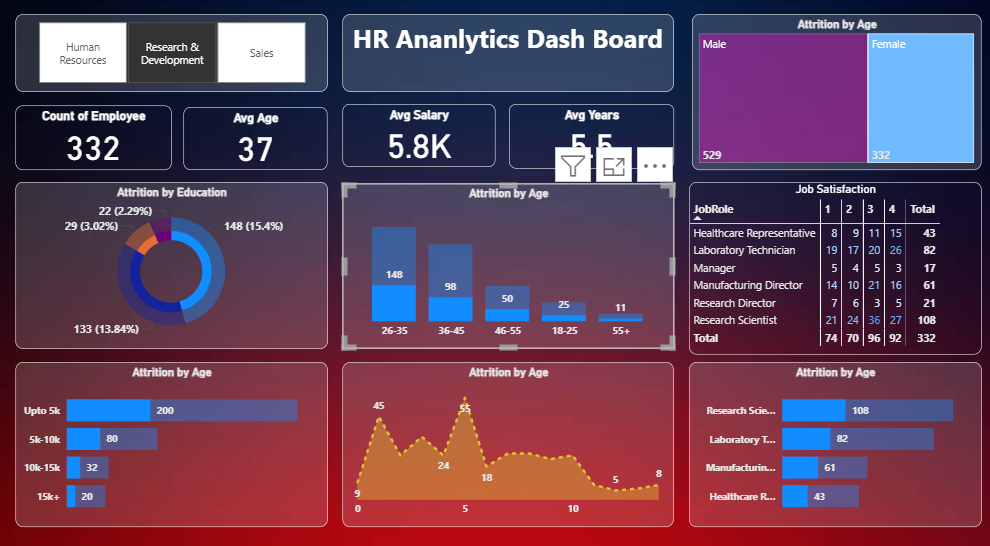 Human
Resources
Research &
Development
Sales
HR Ananlytics Dash Board
Attrition by Age
Male
Female
529
332
Count of Employee
332
Avg Age
37
Avg Salary
5.8K
Avg Years
5.5
Attrition by Education
22 (2.29%)
29 (3.02%)
148 (15.4%)
133 (13.84%)
Attrition by Age
148
98
50
25
11
26-35 36-45 46-55 18-25 55+
Job Satisfaction
JobRole 1 2 3 4 Total
Healthcare Representative 8 9 11 15 43
Laboratory Technician 19 17 20 26 82
Manager 5 4 5 3 17
Manufacturing Director 14 10 21 16 61
Research Director 7 6 3 5 21
Research Scientist 21 24 36 27 108
Total 74 70 96 92 332
Attrition by Age
Upto 5k 200
5k-10k 80
10k-15k 32
15k+ 20
Attrition by Age
45
55
24
18
9
5
8
0 5 10
Attrition by Age
Research Scie... 108
Laboratory T... 82
Manufacturin... 61
Healthcare R... 43